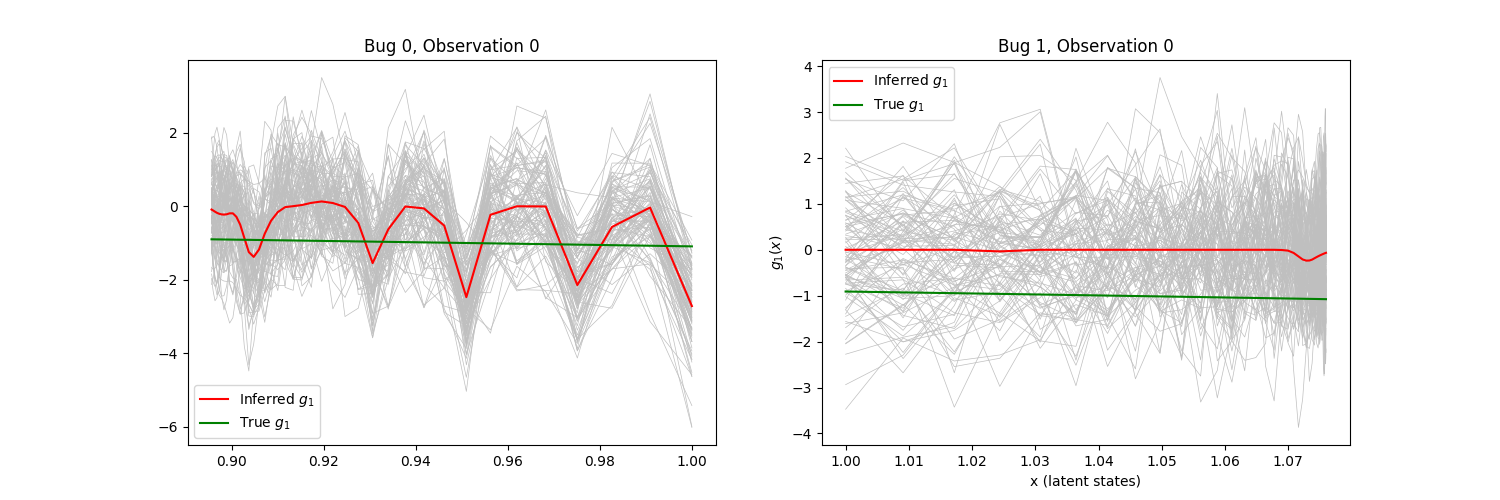 Bug 0, Observation 0
2
0
−2
−4
−6
Inferred g₁
True g₁
0.90 0.92 0.94 0.96 0.98 1.00
Bug 1, Observation 0
Inferred g₁
True g₁
4
3
2
1
0
−1
−2
−3
−4
g₁(x)
1.00 1.01 1.02 1.03 1.04 1.05 1.06 1.07
x (latent states)